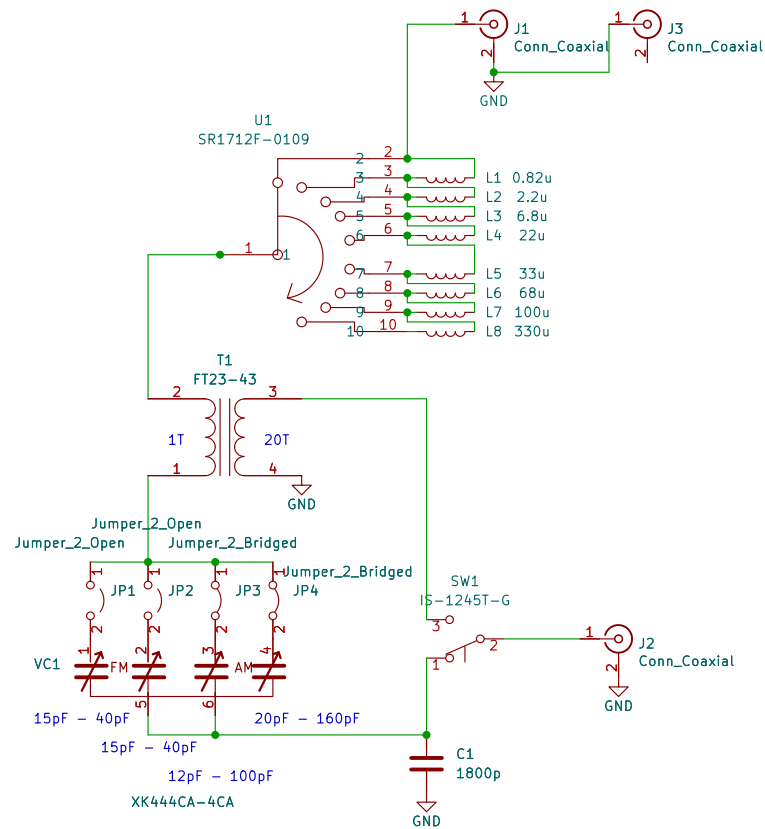 1
J1
1
J3
Conn_Coaxial
Conn_Coaxial
2
2
GND
U1
SR1712F-0109
2 2
3 3 L1 0.82u
4 4 L2 2.2u
5 5 L3 6.8u
6 6 L4 22u
1 1
7 7 L5 33u
8 8 L6 68u
9 9 L7 100u
10 10 L8 330u
T1
FT23-43
2 3
1T 20T
1 4
GND
Jumper_2_Open
Jumper_2_Open Jumper_2_Bridged
Jumper_2_Bridged
1 1 1 1
JP1 JP2 JP3 JP4
2 2 2 2
SW1
IS-1245T-G
3
2
1
1
J2
Conn_Coaxial
2
GND
1 2 3 4
VC1 FM AM
5 6
15pF - 40pF
20pF - 160pF
15pF - 40pF
12pF - 100pF
XK444CA-4CA
C1
1800p
GND